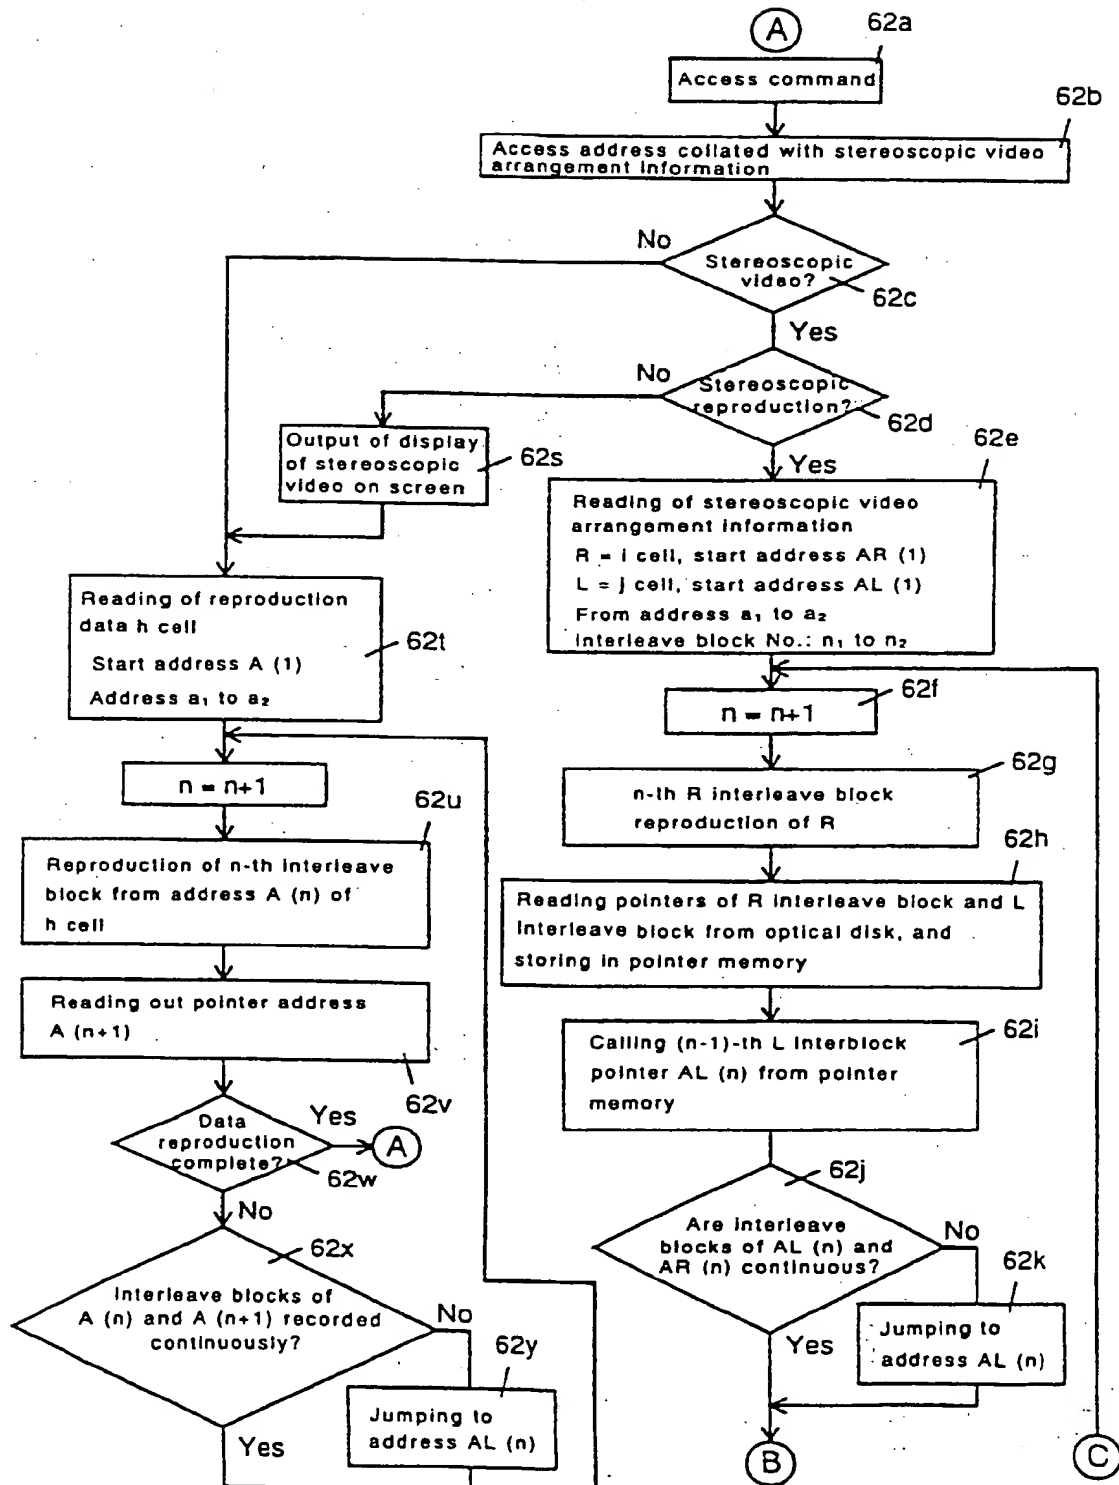 A
62a
Access command
62b
Access address collated with stereoscopic video
arrangement information
No
Stereoscopic
video?
62c
Yes
No
Stereoscopic
reproduction?
62d
Output of display
of stereoscopic
video on screen
62s
Yes
62e
Reading of stereoscopic video
arrangement information
R = i cell, start address AR (1)
L = j cell, start address AL (1)
From address a₁ to a₂
Interleave block No.: n₁ to n₂
Reading of reproduction
data h cell
Start address A (1)
Address a₁ to a₂
62t
62f
n = n+1
n = n+1
62g
n-th R interleave block
reproduction of R
62u
Reproduction of n-th interleave
block from address A (n) of
h cell
62h
Reading pointers of R interleave block and L
interleave block from optical disk, and
storing in pointer memory
Reading out pointer address
A (n+1)
62v
62i
Calling (n-1)-th L interblock
pointer AL (n) from pointer
memory
Data
reproduction
complete?
Yes
A
62w
No
62j
Are interleave
blocks of AL (n) and
AR (n) continuous?
No
62k
Jumping to
address AL (n)
Yes
62x
Interleave blocks of
A (n) and A (n+1) recorded
continuously?
No
62y
Jumping to
address AL (n)
Yes
B
C